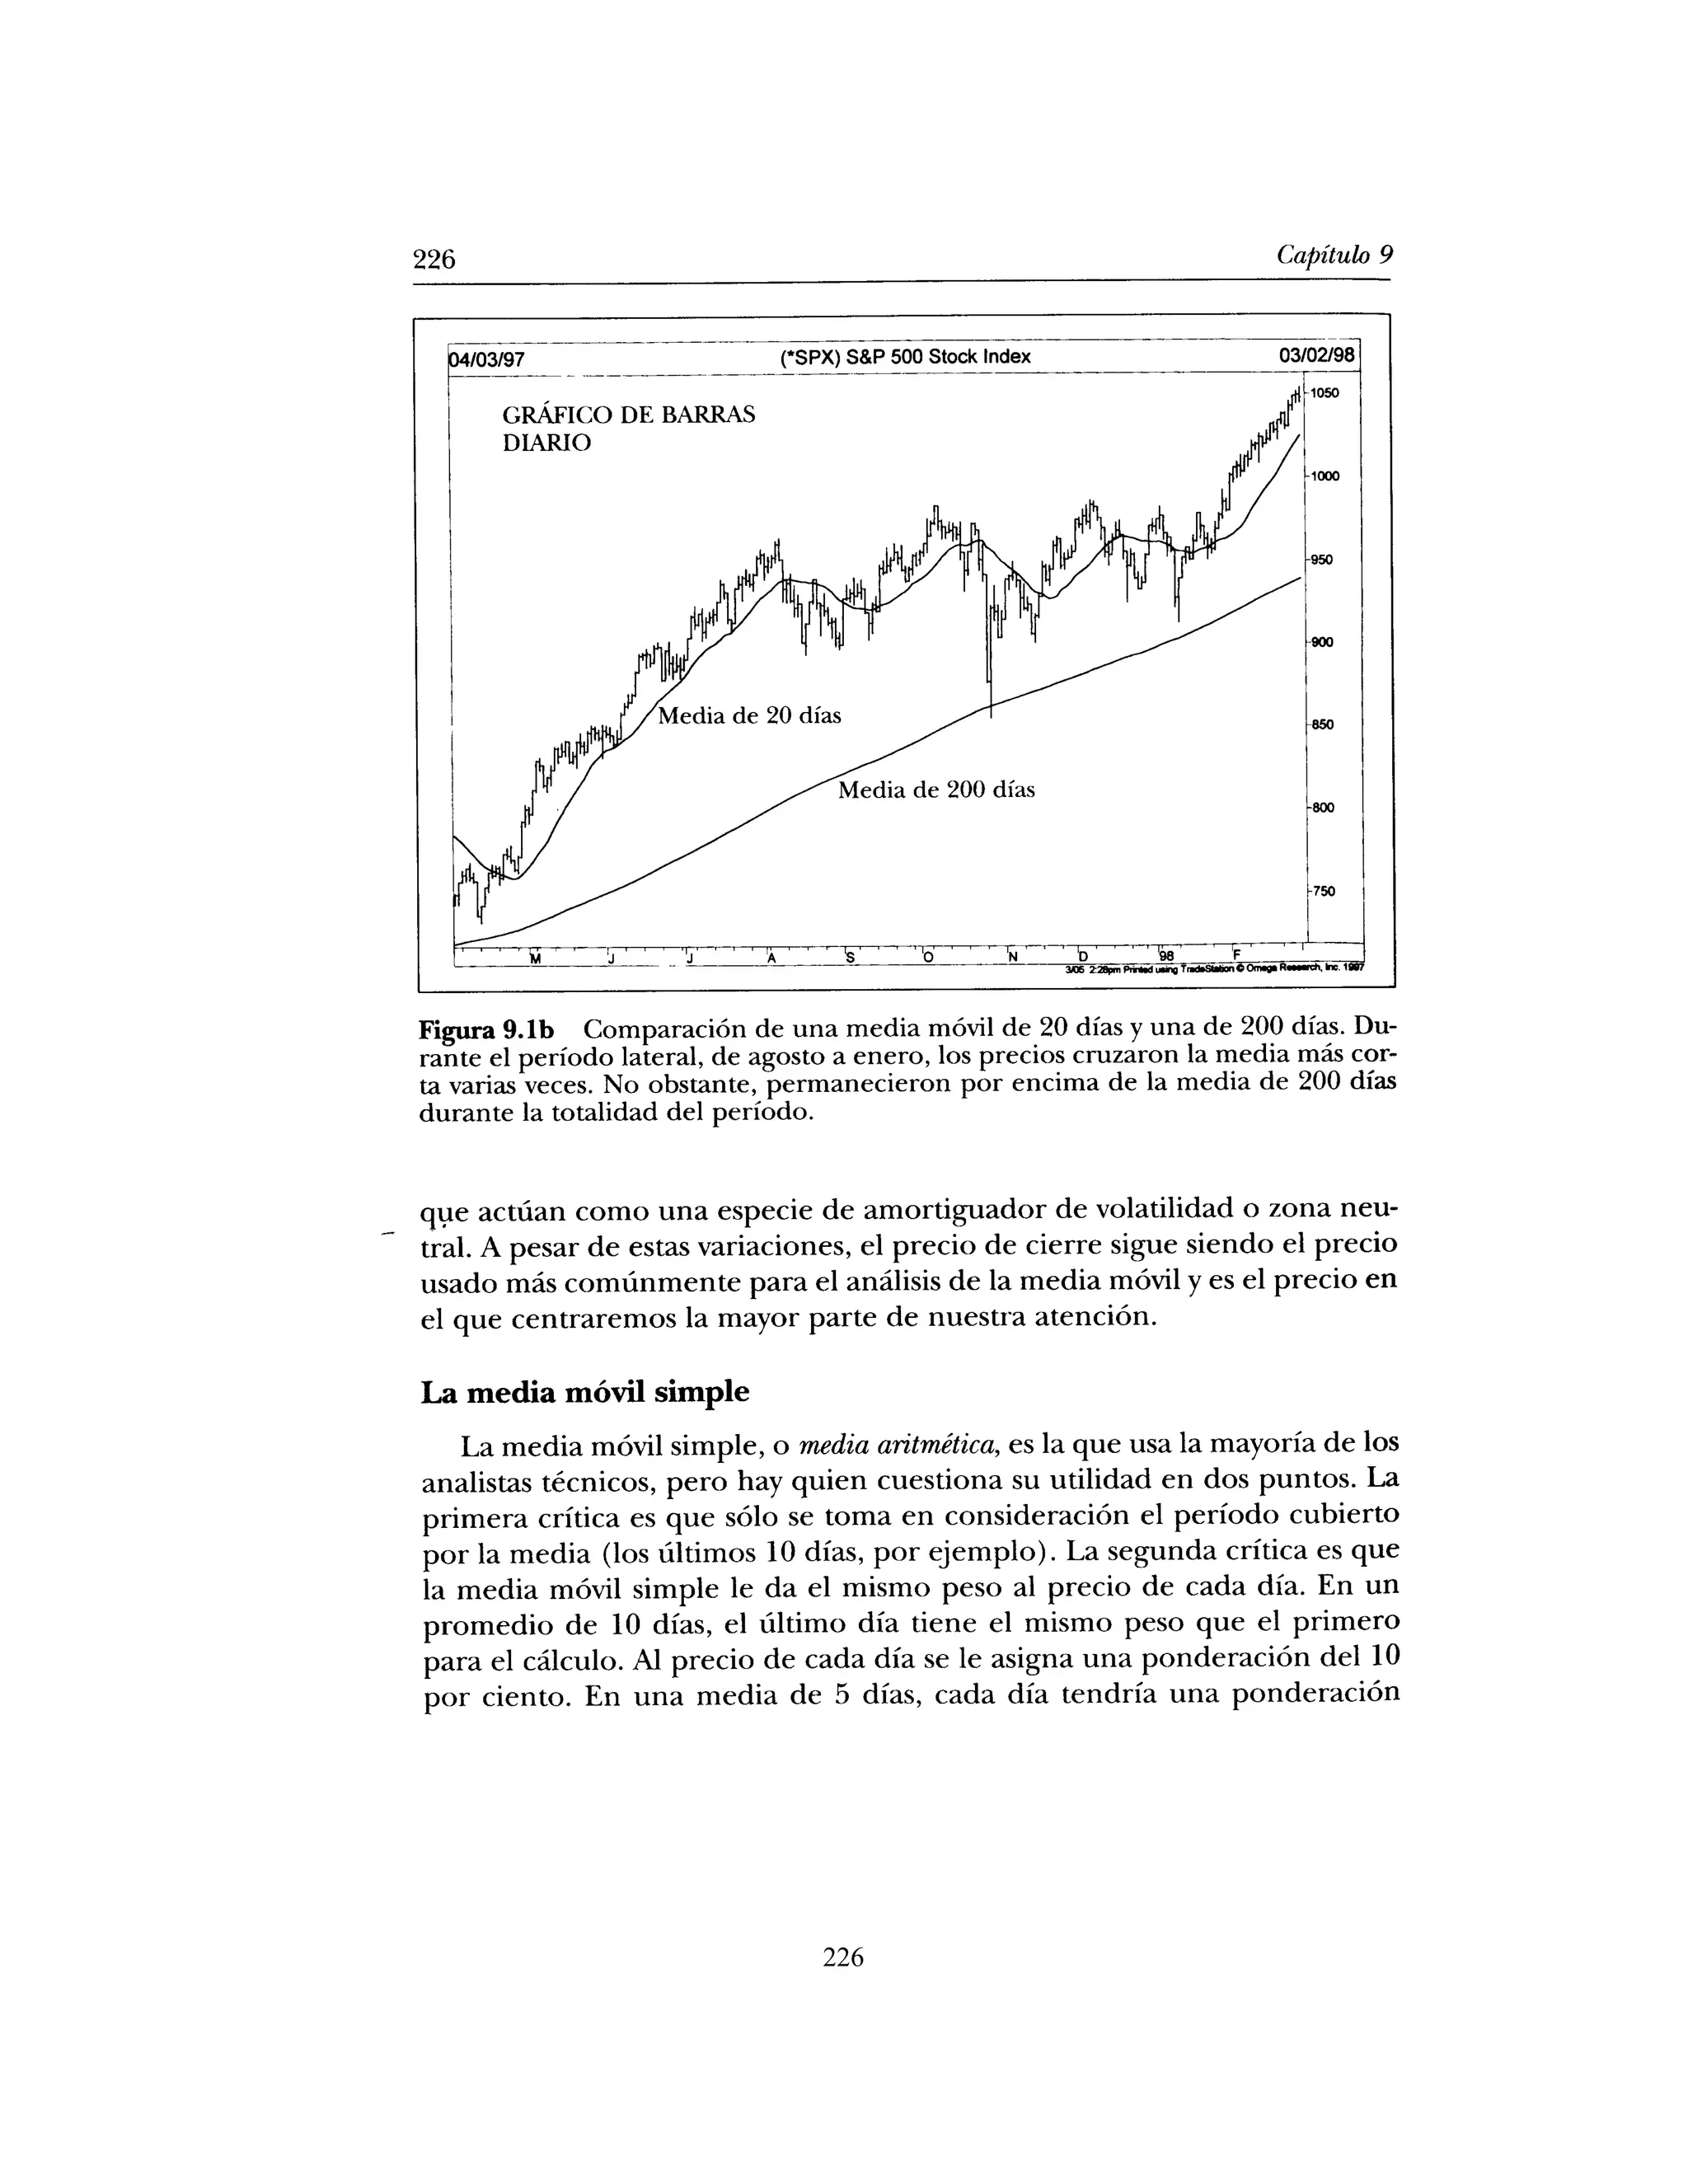 226 Capítulo 9
04/03/97 (*SPX) S&P 500 Stock Index 03/02/98
GRÁFICO DE BARRAS
DIARIO
1050
1000
950
900
Media de 20 días
850
Media de 200 días
800
750
M J J A S O N D 98 F
3/05 2:28pm Printed using TradeStation © Omega Research, Inc. 1997
Figura 9.1b Comparación de una media móvil de 20 días y una de 200 días. Du-
rante el período lateral, de agosto a enero, los precios cruzaron la media más cor-
ta varias veces. No obstante, permanecieron por encima de la media de 200 días
durante la totalidad del período.
que actúan como una especie de amortiguador de volatilidad o zona neu-
tral. A pesar de estas variaciones, el precio de cierre sigue siendo el precio
usado más comúnmente para el análisis de la media móvil y es el precio en
el que centraremos la mayor parte de nuestra atención.
La media móvil simple
La media móvil simple, o media aritmética, es la que usa la mayoría de los
analistas técnicos, pero hay quien cuestiona su utilidad en dos puntos. La
primera crítica es que sólo se toma en consideración el período cubierto
por la media (los últimos 10 días, por ejemplo). La segunda crítica es que
la media móvil simple le da el mismo peso al precio de cada día. En un
promedio de 10 días, el último día tiene el mismo peso que el primero
para el cálculo. Al precio de cada día se le asigna una ponderación del 10
por ciento. En una media de 5 días, cada día tendría una ponderación
226